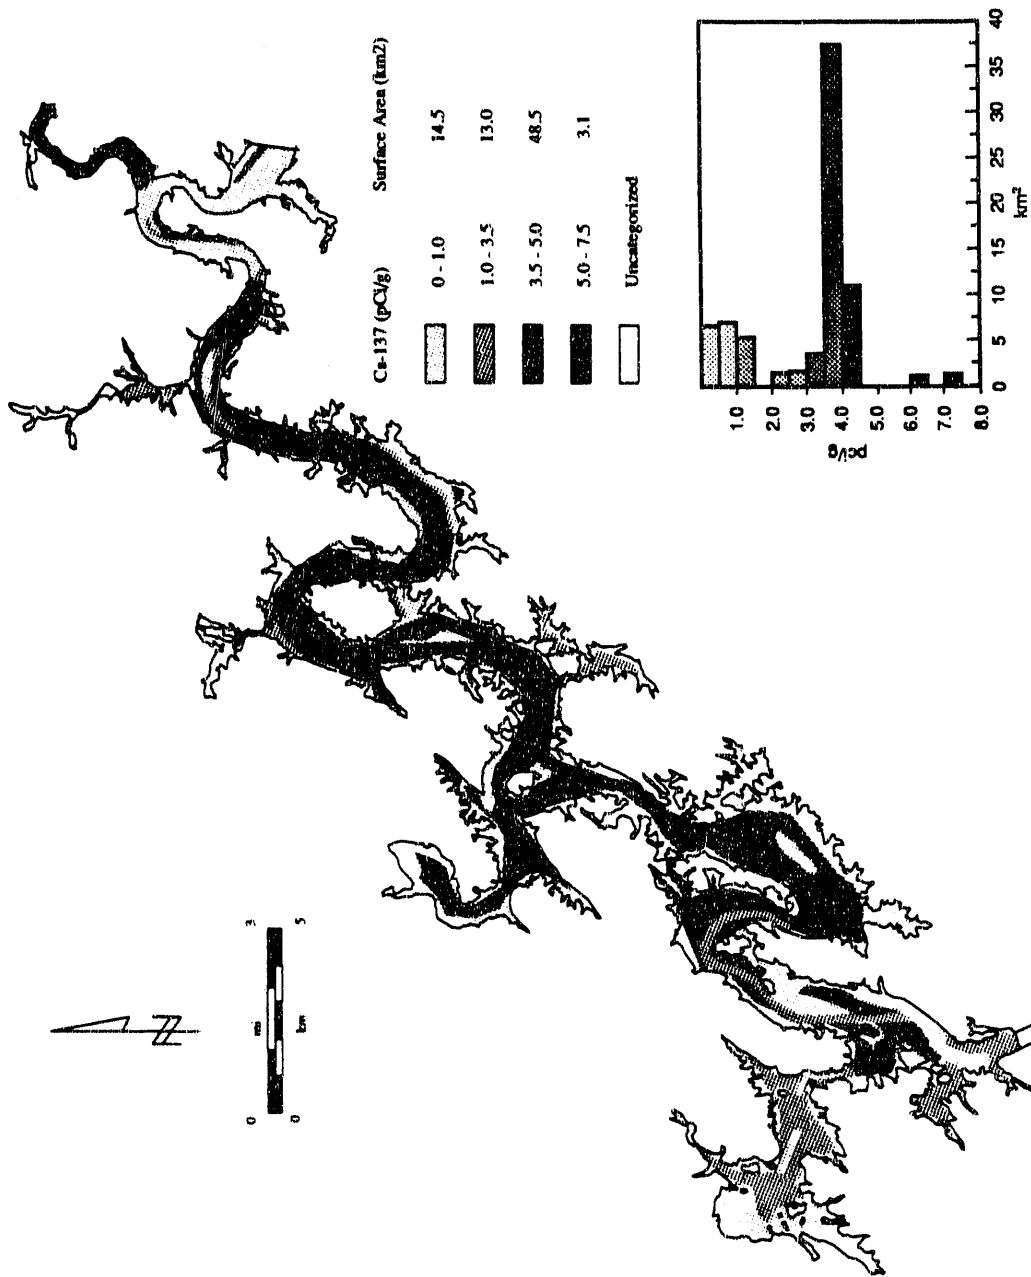 N
0 mi 3
0 km 5
Cs-137 (pCi/g) Surface Area (km2)
0 - 1.0 14.5
1.0 - 3.5 13.0
3.5 - 5.0 48.5
5.0 - 7.5 3.1
Uncategorized
pci/g
1.0
2.0
3.0
4.0
5.0
6.0
7.0
8.0
0 5 10 15 20 25 30 35 40
km²